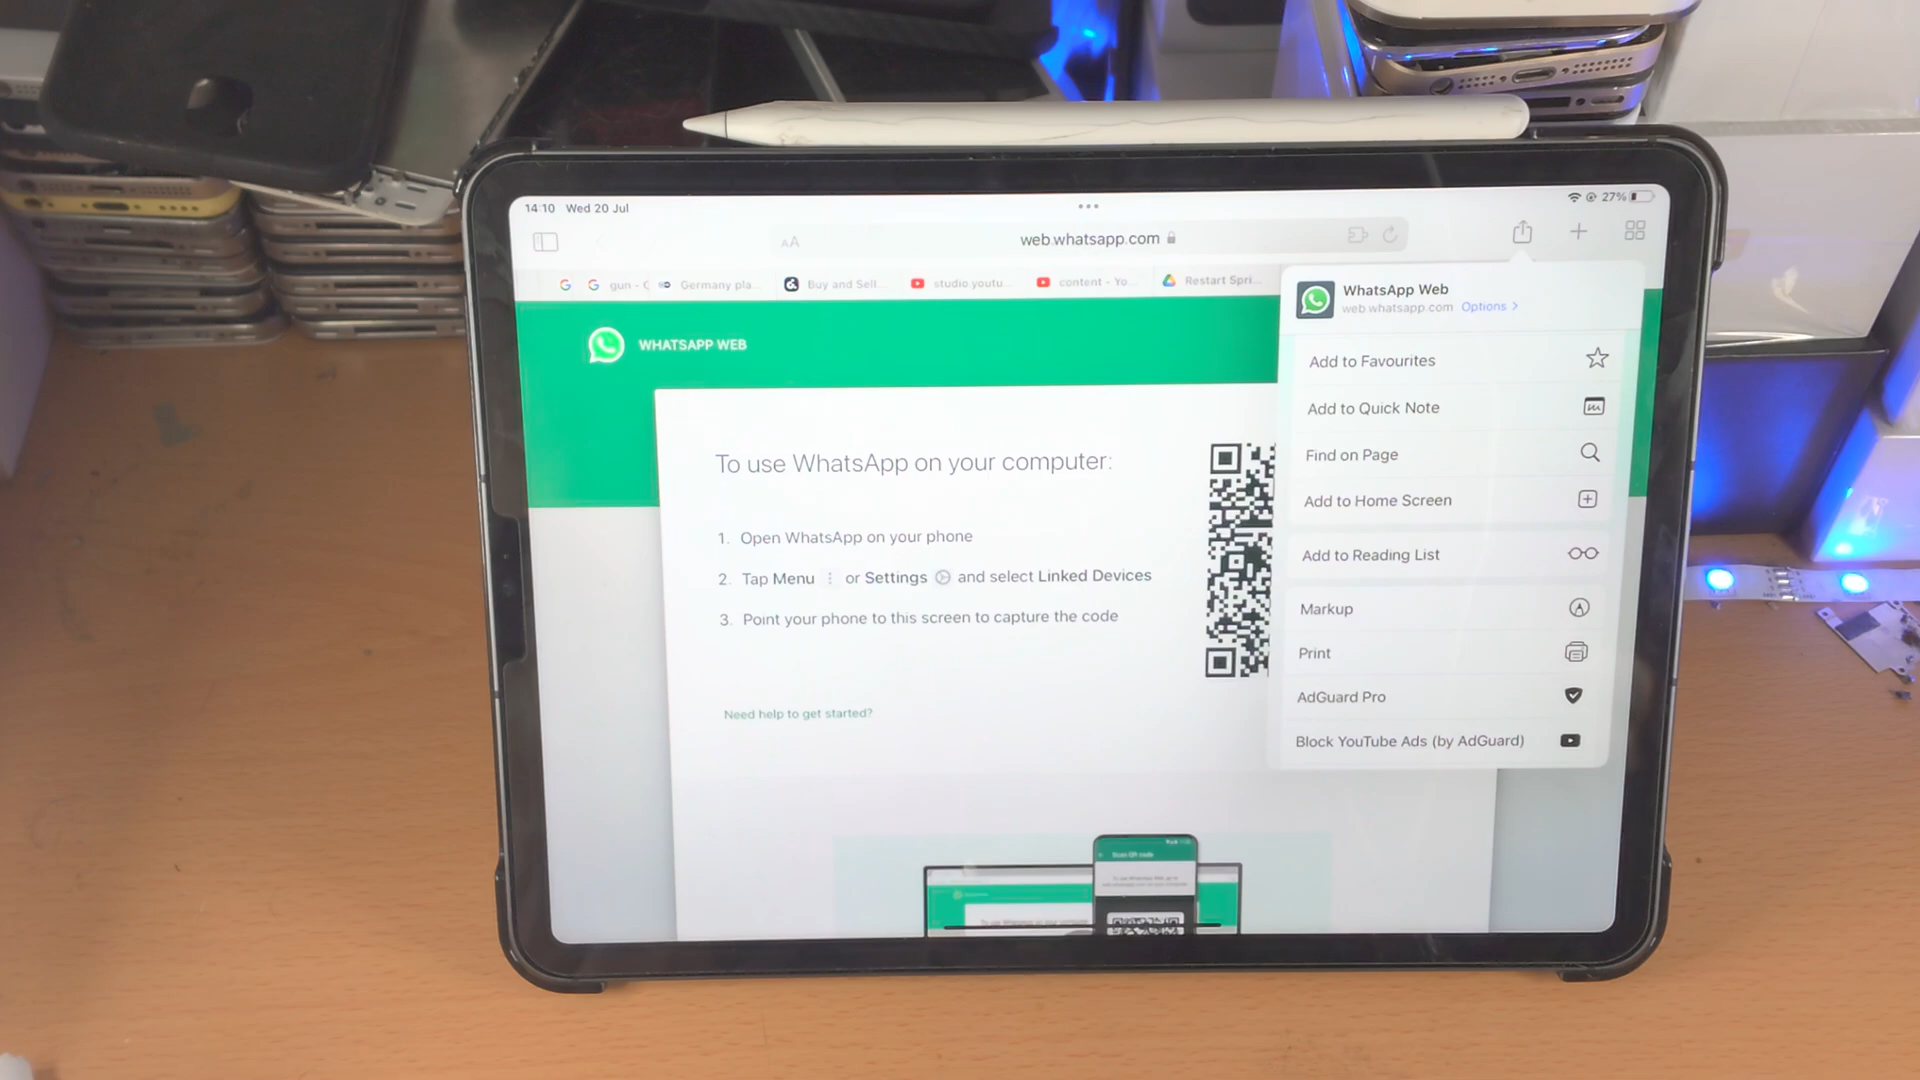 14:10 Wed 20 Jul
27%
AA
web.whatsapp.com
gun - G
Germany pla...
Buy and Sell...
studio.youtu...
content - Yo...
Restart Spri...
WhatsApp Web
web.whatsapp.com Options >
WHATSAPP WEB
Add to Favourites
Add to Quick Note
Find on Page
Add to Home Screen
Add to Reading List
Markup
Print
AdGuard Pro
Block YouTube Ads (by AdGuard)
To use WhatsApp on your computer:
1. Open WhatsApp on your phone
2. Tap Menu or Settings and select Linked Devices
3. Point your phone to this screen to capture the code
Need help to get started?
Scan QR code